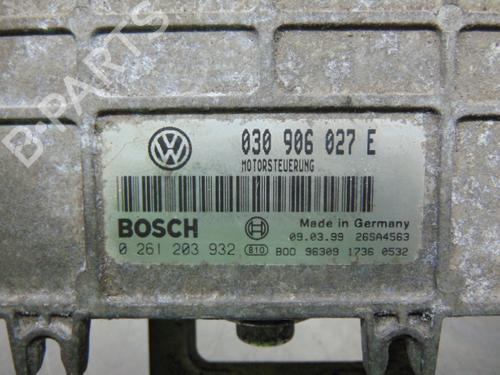 B-PARTS
030 906 027 E
MOTORSTEUERUNG
BOSCH
Made in Germany
09.03.99 26SA4563
0 261 203 932 810 B00 96309 1736 0532